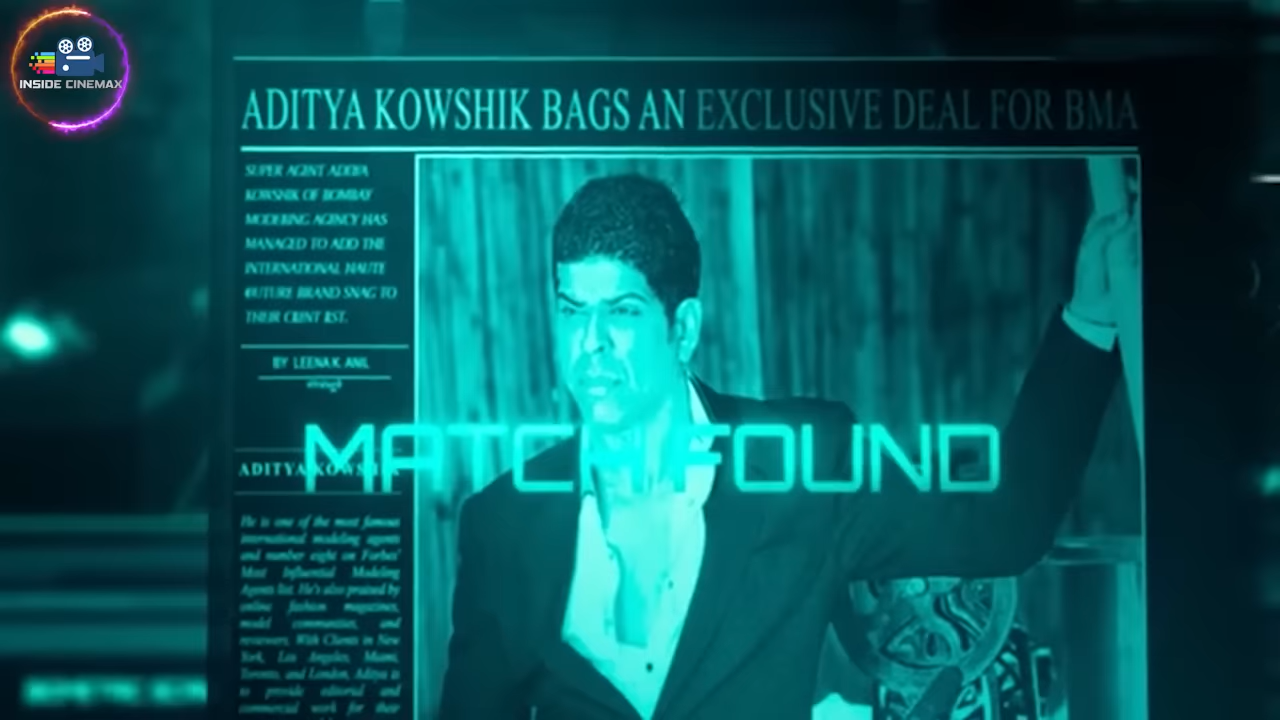 INSIDE CINEMAX
ADITYA KOWSHIK BAGS AN EXCLUSIVE DEAL FOR BMA
SUPER AGENT ADITYA
KOWSHIK OF BOMBAY
MODELING AGENCY HAS
MANAGED TO ADD THE
INTERNATIONAL HAUTE
BRAND SNAG TO
THEIR CLIENT LIST.
BY LEENA K ANIL
MATCH FOUND
ADITYA KOWSHIK
He is one of the most famous
international modeling agents
and number eight on Forbes'
Most Influential Modeling
Agents list. He's also praised by
online fashion magazines,
model communities, and
reviewers. With Clients in New
York, Los Angeles, Miami,
Toronto, and London, Aditya is
to provide editorial and
commercial work for their